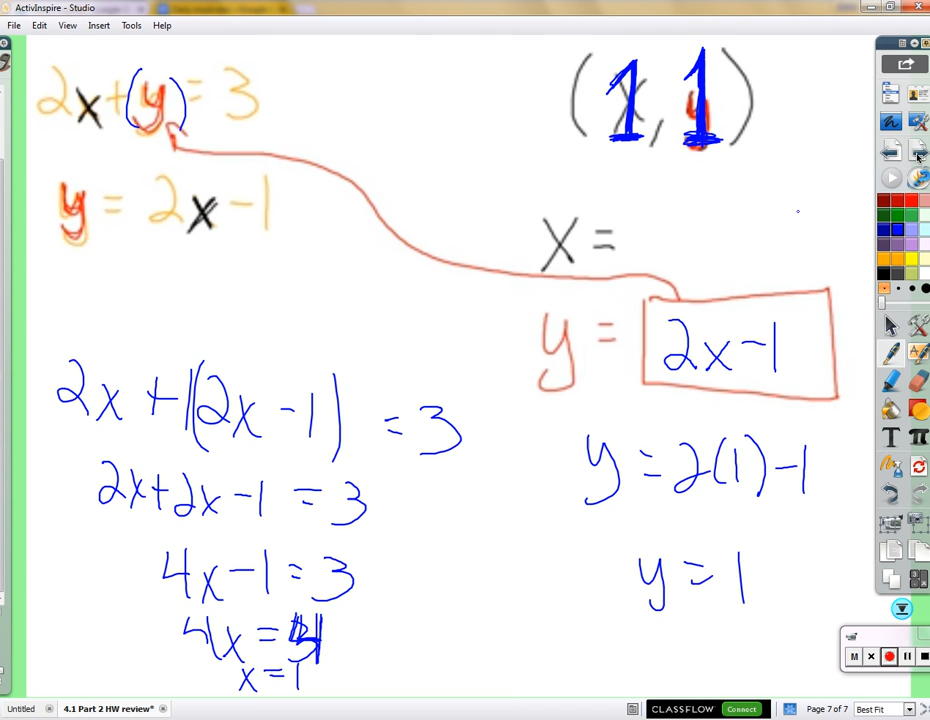 ActivInspire - Studio
File Edit View Insert Tools Help
2x + (y) = 3
y = 2x - 1
(1, 1)
x =
y = 2x - 1
2x + 1(2x - 1) = 3
2x + 2x - 1 = 3
4x - 1 = 3
4x = 4
x = 1
y = 2(1) - 1
y = 1
M
Untitled
4.1 Part 2 HW review*
CLASSFLOW Connect
Page 7 of 7
Best Fit